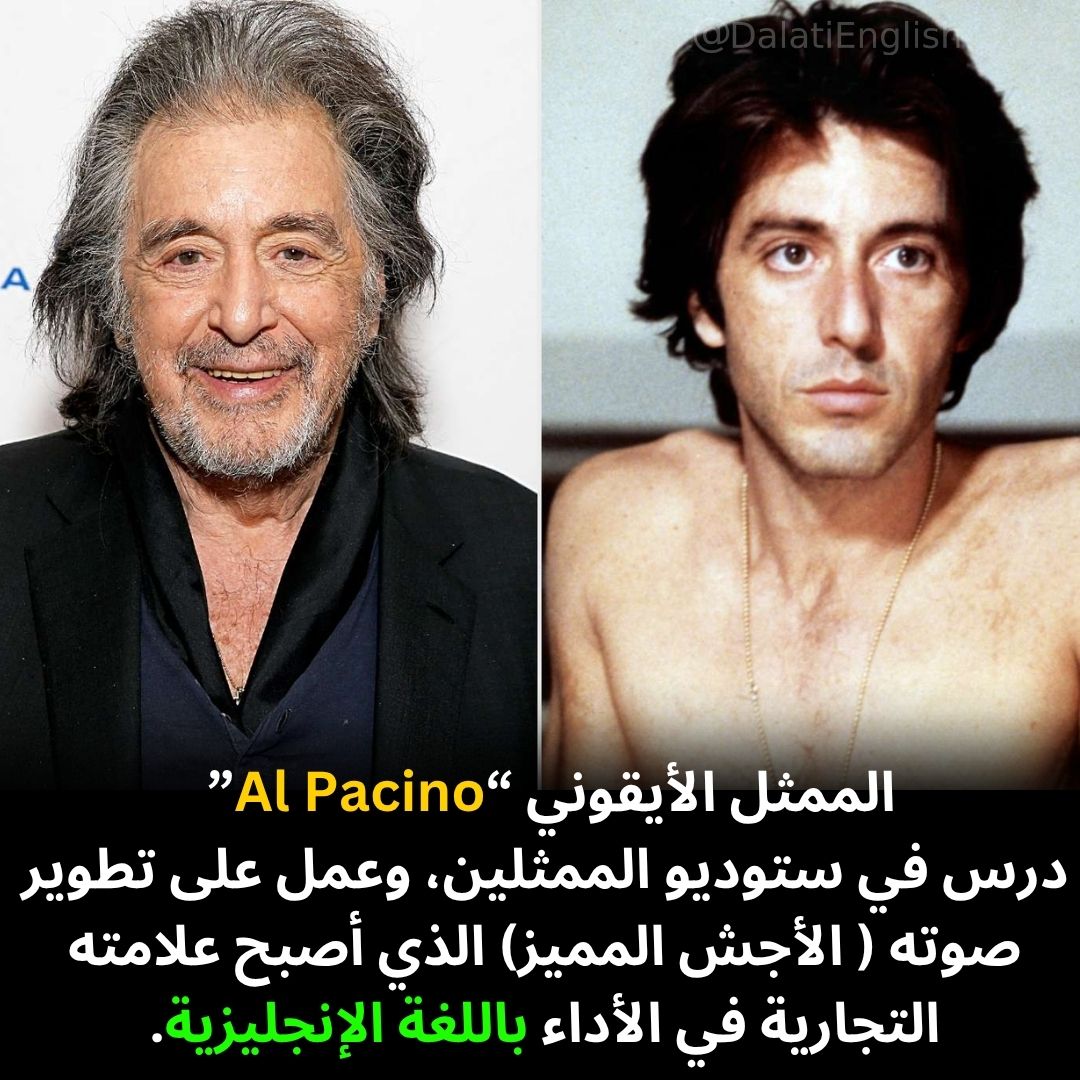 @DalatiEnglish
A
الممثل الأيقوني “Al Pacino”
درس في ستوديو الممثلين، وعمل على تطوير
صوته ( الأجش المميز) الذي أصبح علامته
التجارية في الأداء باللغة الإنجليزية.